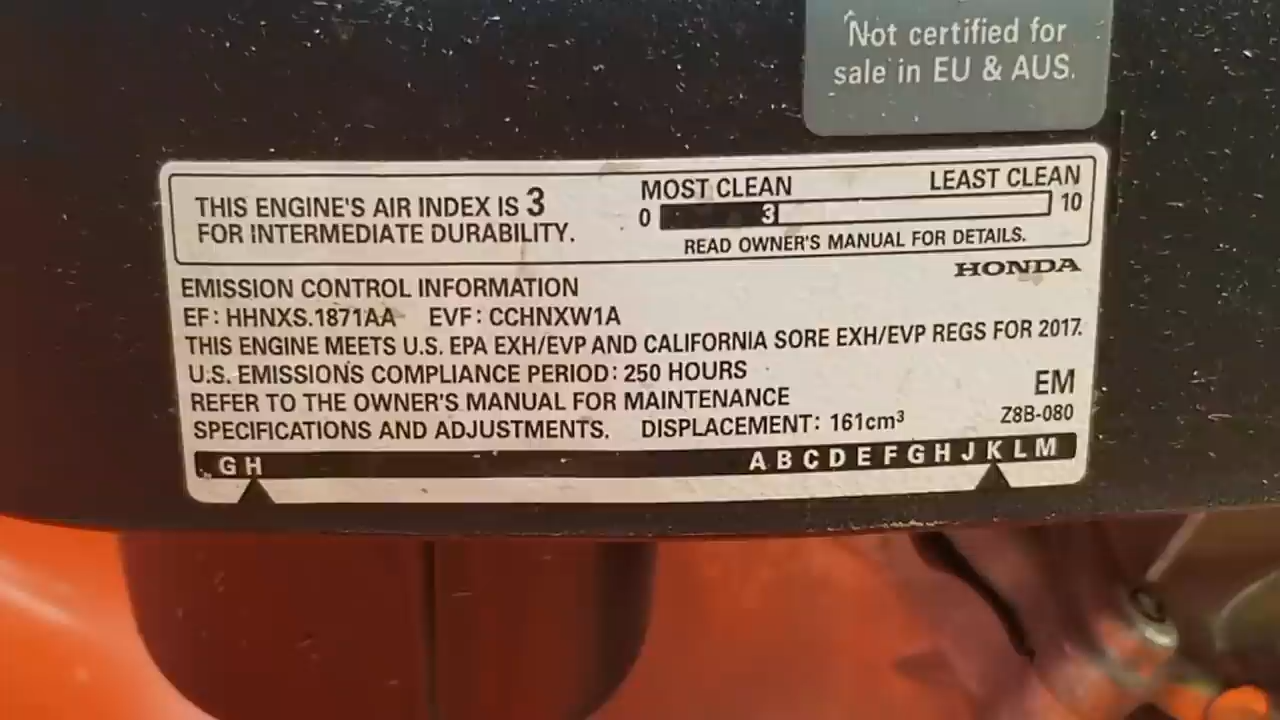 Not certified for
sale in EU & AUS.
THIS ENGINE'S AIR INDEX IS 3
FOR INTERMEDIATE DURABILITY.
MOST CLEAN LEAST CLEAN
0 3 10
READ OWNER'S MANUAL FOR DETAILS.
HONDA
EMISSION CONTROL INFORMATION
EF: HHNXS.1871AA EVF: CCHNXW1A
THIS ENGINE MEETS U.S. EPA EXH/EVP AND CALIFORNIA SORE EXH/EVP REGS FOR 2017.
U.S. EMISSIONS COMPLIANCE PERIOD: 250 HOURS
REFER TO THE OWNER'S MANUAL FOR MAINTENANCE
SPECIFICATIONS AND ADJUSTMENTS. DISPLACEMENT: 161cm³
EM
Z8B-080
G H A B C D E F G H J K L M